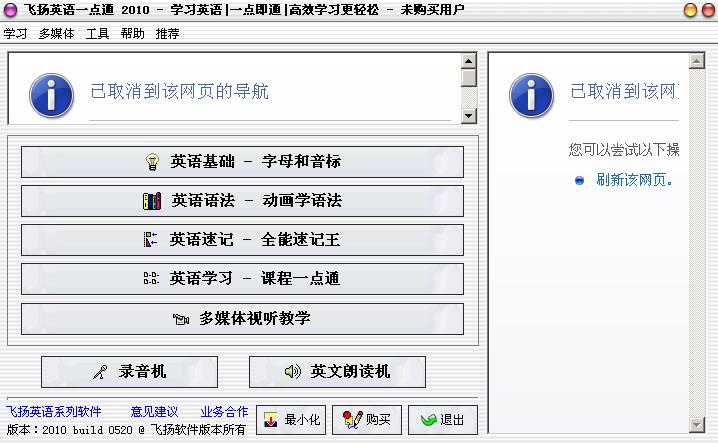 飞扬英语一点通 2010 - 学习英语|一点即通|高效学习更轻松 - 未购买用户
学习 多媒体 工具 帮助 推荐
已取消到该网页的导航
已取消到该网
您可以尝试以下操
刷新该网页。
英语基础 - 字母和音标
英语语法 - 动画学语法
英语速记 - 全能速记王
英语学习 - 课程一点通
多媒体视听教学
录音机 英文朗读机
飞扬英语系列软件 意见建议 业务合作
版本：2010 build 0520 @ 飞扬软件版本所有
最小化 购买 退出